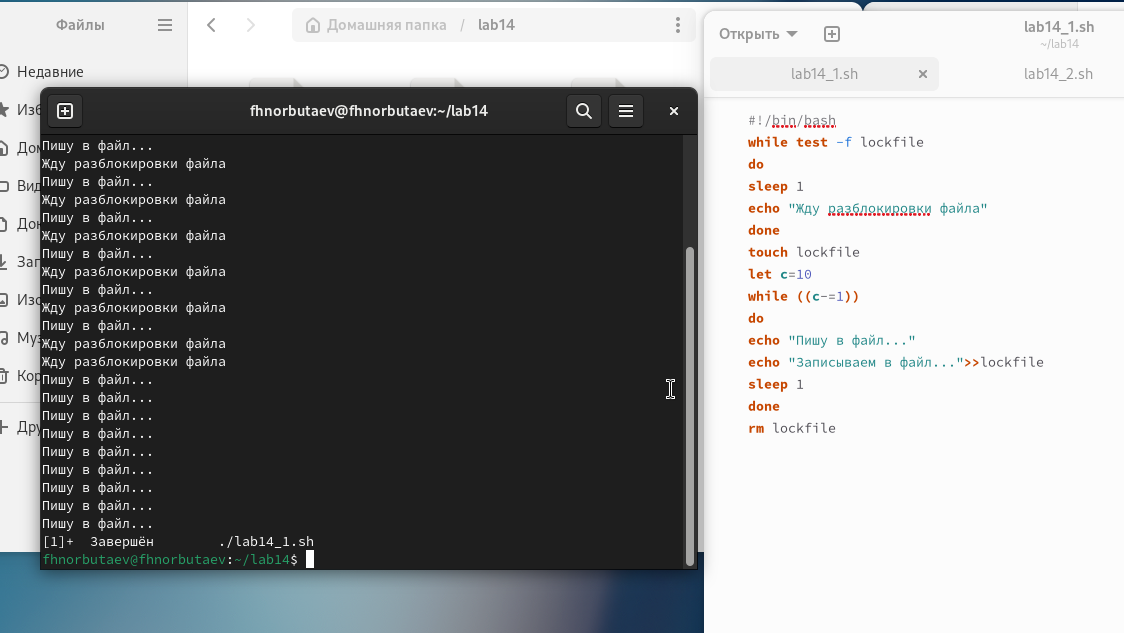 Файлы
Домашняя папка / lab14
Недавние
fhnorbutaev@fhnorbutaev:~/lab14
Пишу в файл...
Жду разблокировки файла
Пишу в файл...
Жду разблокировки файла
Пишу в файл...
Жду разблокировки файла
Пишу в файл...
Жду разблокировки файла
Пишу в файл...
Жду разблокировки файла
Пишу в файл...
Жду разблокировки файла
Жду разблокировки файла
Пишу в файл...
Пишу в файл...
Пишу в файл...
Пишу в файл...
Пишу в файл...
Пишу в файл...
Пишу в файл...
Пишу в файл...
Пишу в файл...
[1]+  Завершён        ./lab14_1.sh
fhnorbutaev@fhnorbutaev:~/lab14$
Открыть
lab14_1.sh
~/lab14
lab14_1.sh
lab14_2.sh
#!/bin/bash
while test -f lockfile
do
sleep 1
echo "Жду разблокировки файла"
done
touch lockfile
let c=10
while ((c-=1))
do
echo "Пишу в файл..."
echo "Записываем в файл...">>lockfile
sleep 1
done
rm lockfile